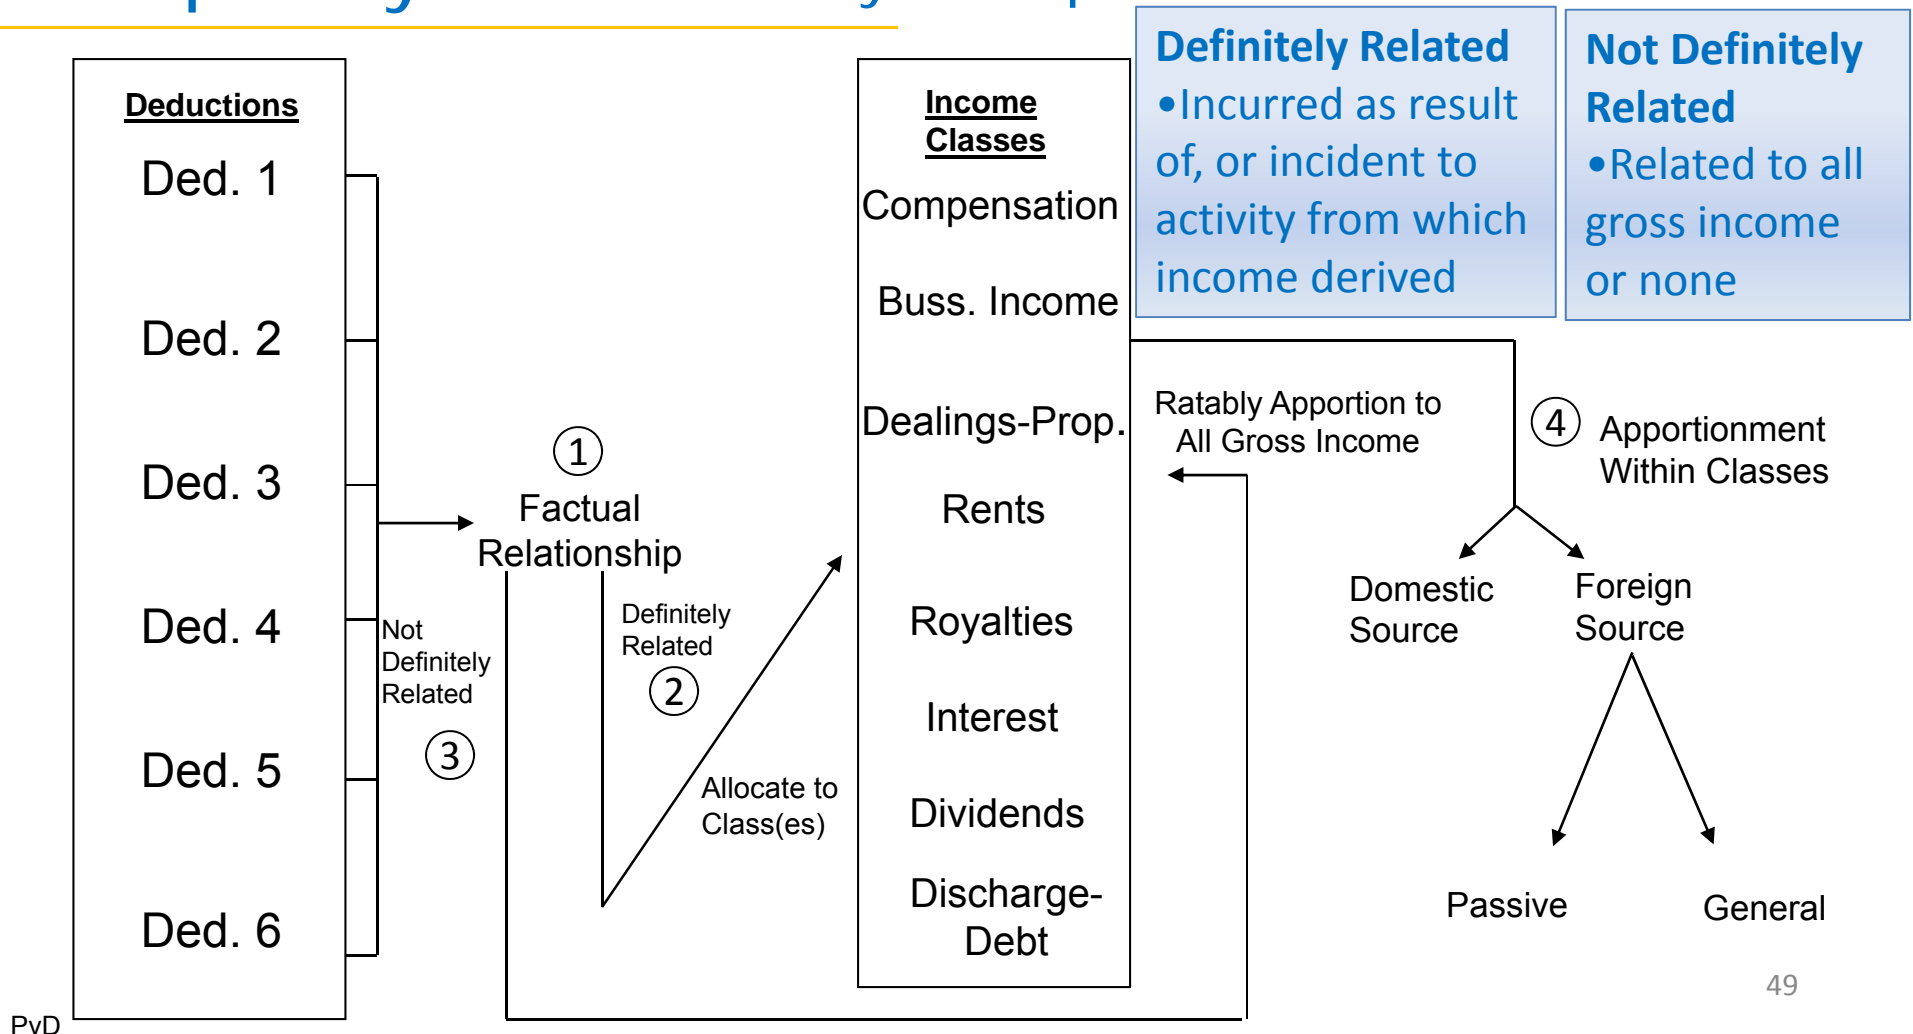 Definitely Related
•Incurred as result
of, or incident to
activity from which
income derived
Not Definitely
Related
•Related to all
gross income
or none
Deductions
Ded. 1
Ded. 2
Ded. 3
Ded. 4
Ded. 5
Ded. 6
1
Factual
Relationship
Not
Definitely
Related
3
Definitely
Related
2
Allocate to
Class(es)
Income
Classes
Compensation
Buss. Income
Dealings-Prop.
Rents
Royalties
Interest
Dividends
Discharge-
Debt
Ratably Apportion to
All Gross Income
4
Apportionment
Within Classes
Domestic
Source
Foreign
Source
Passive
General
49
PvD